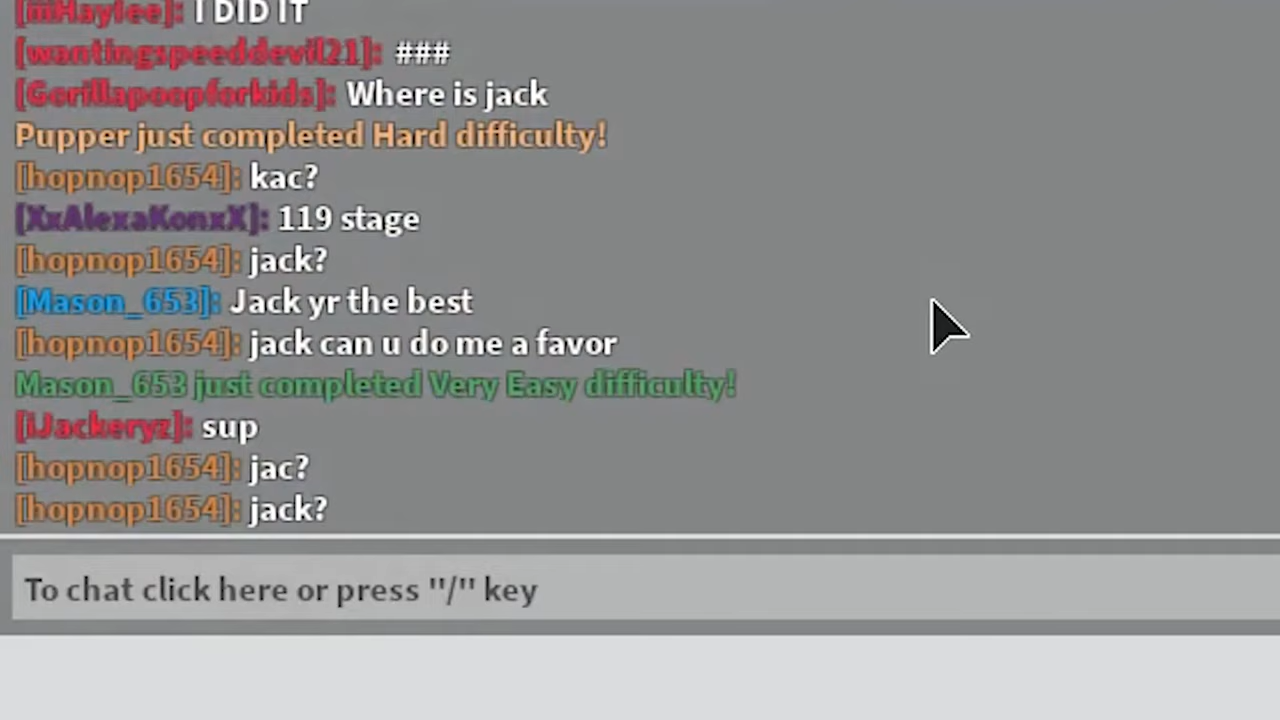 [iiiHaylee]: I DID IT
[wantingspeeddevil21]: ###
[Gorillapoopforkids]: Where is jack
Pupper just completed Hard difficulty!
[hopnop1654]: kac?
[XxAlexaKonxX]: 119 stage
[hopnop1654]: jack?
[Mason_653]: Jack yr the best
[hopnop1654]: jack can u do me a favor
Mason_653 just completed Very Easy difficulty!
[iJackeryz]: sup
[hopnop1654]: jac?
[hopnop1654]: jack?
To chat click here or press "/" key